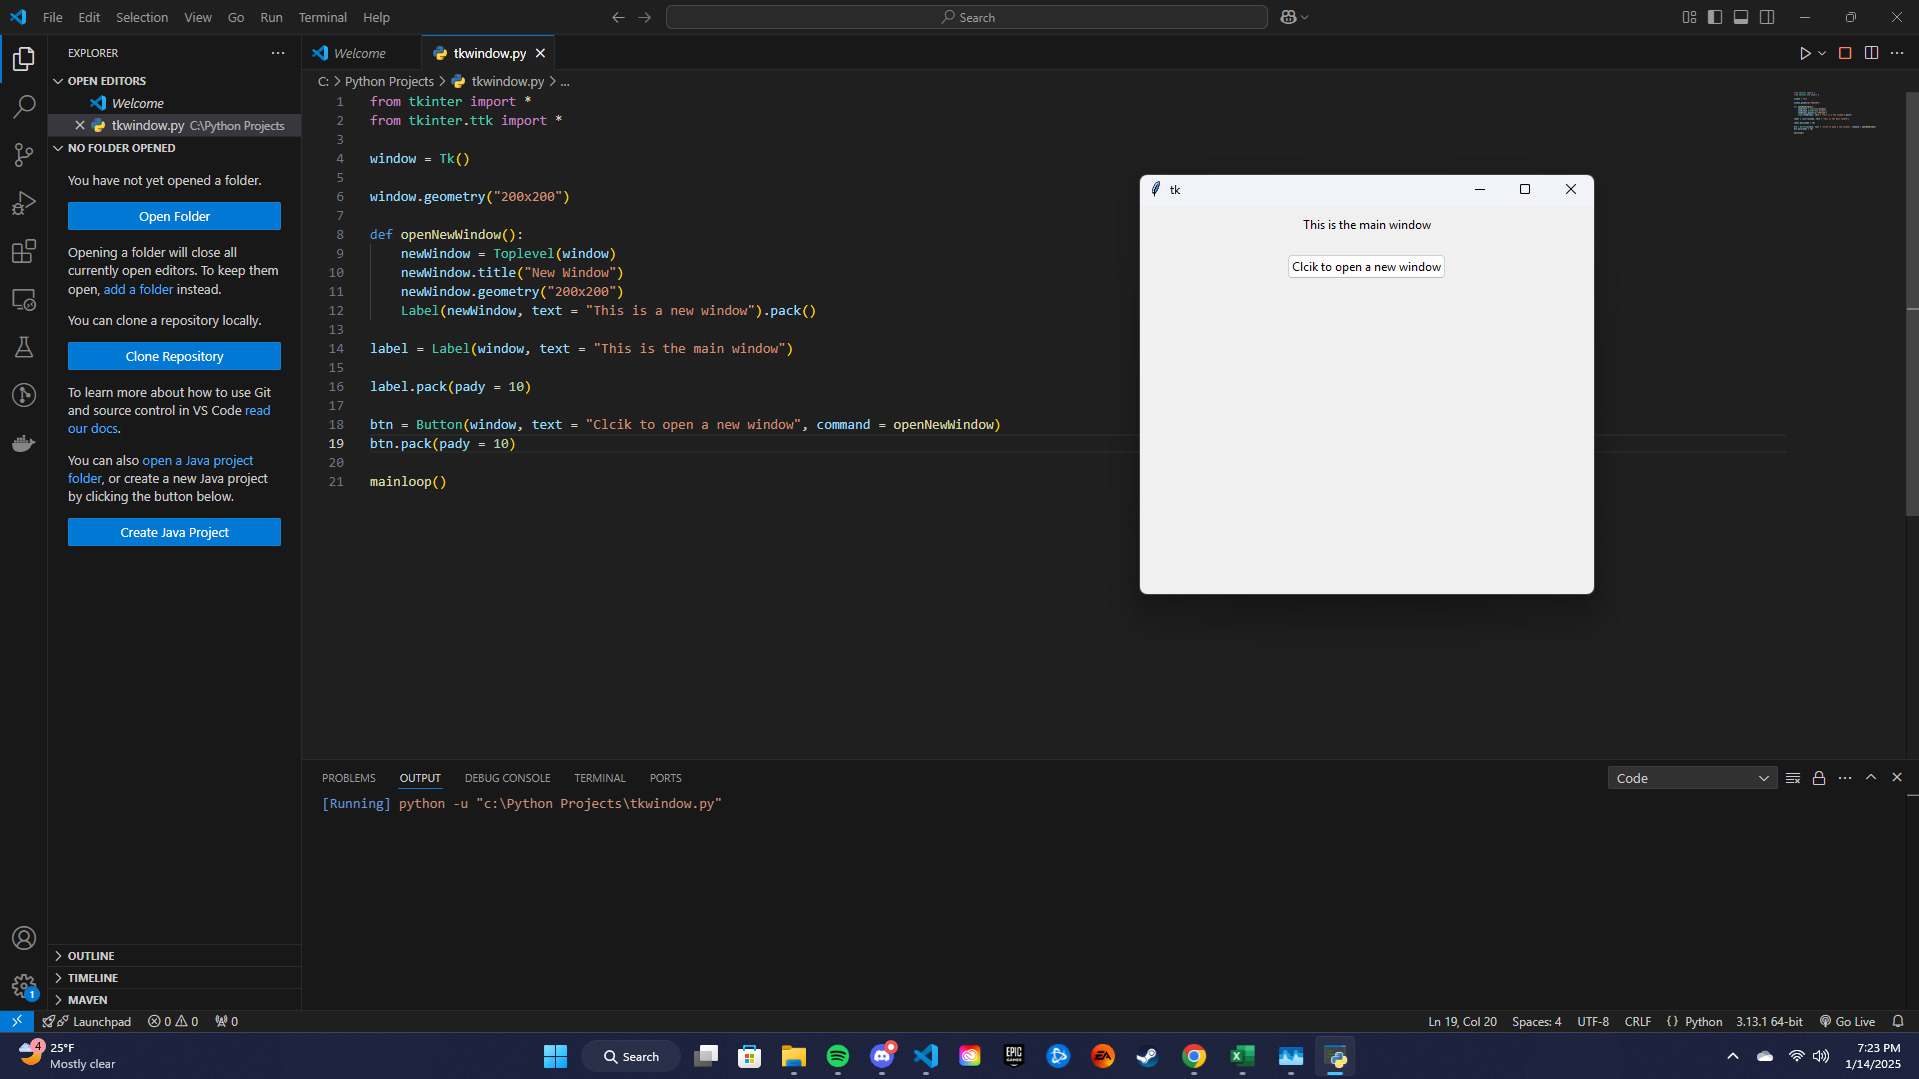 File Edit Selection View Go Run Terminal Help
Search
EXPLORER
OPEN EDITORS
Welcome
tkwindow.py C:\Python Projects
NO FOLDER OPENED
You have not yet opened a folder.
Open Folder
Opening a folder will close all
currently open editors. To keep them
open, add a folder instead.
You can clone a repository locally.
Clone Repository
To learn more about how to use Git
and source control in VS Code read
our docs.
You can also open a Java project
folder, or create a new Java project
by clicking the button below.
Create Java Project
OUTLINE
TIMELINE
MAVEN
1
Welcome
tkwindow.py
C: > Python Projects > tkwindow.py > ...
1 from tkinter import *
2 from tkinter.ttk import *
3
4 window = Tk()
5
6 window.geometry("200x200")
7
8 def openNewWindow():
9 newWindow = Toplevel(window)
10 newWindow.title("New Window")
11 newWindow.geometry("200x200")
12 Label(newWindow, text = "This is a new window").pack()
13
14 label = Label(window, text = "This is the main window")
15
16 label.pack(pady = 10)
17
18 btn = Button(window, text = "Clcik to open a new window", command = openNewWindow)
19 btn.pack(pady = 10)
20
21 mainloop()
tk
This is the main window
Clcik to open a new window
PROBLEMS OUTPUT DEBUG CONSOLE TERMINAL PORTS
Code
[Running] python -u "c:\Python Projects\tkwindow.py"
Launchpad 0 0 0
Ln 19, Col 20 Spaces: 4 UTF-8 CRLF {} Python 3.13.1 64-bit Go Live
4
25°F
Mostly clear
Search
EPIC
GAMES
EA
7:23 PM
1/14/2025